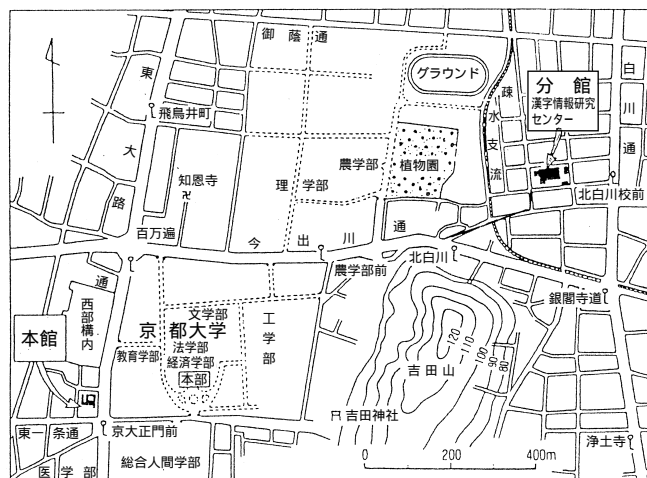 御蔭通
グラウンド
分館
漢字情報研究
センター
白川通
東大路
飛鳥井町
疏水支流
知恩寺
理学部
農学部
植物園
北白川校前
百万遍
今出川通
農学部前
北白川
銀閣寺道
通
西部構内
本館
文学部
京都大学
法学部
経済学部
教育学部
本部
工学部
120
110
100
90
80
吉田山
吉田神社
東一条通
京大正門前
浄土寺
医学部
総合人間学部
0 200 400m